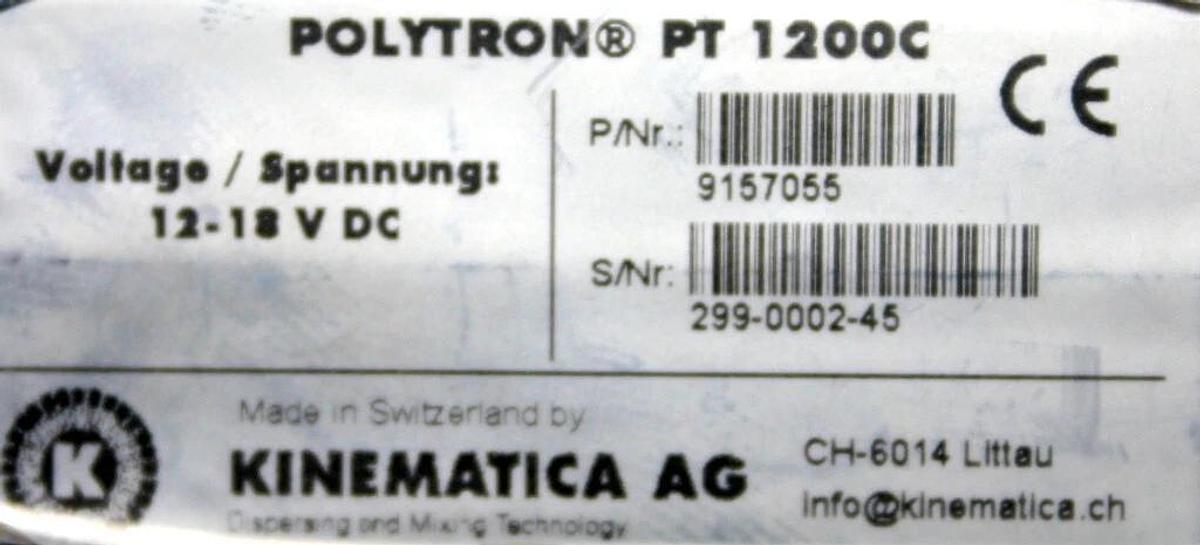 POLYTRON® PT 1200C
CE
Voltage / Spannung:
12-18 V DC
P/Nr.:
9157055
S/Nr:
299-0002-45
K
Made in Switzerland by
KINEMATICA AG
Dispersing and Mixing Technology
CH-6014 Littau
info@kinematica.ch